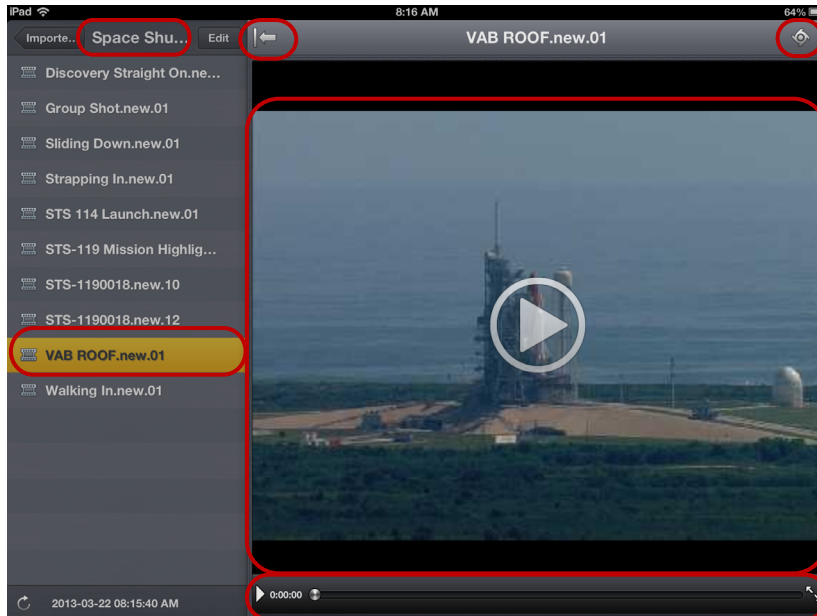 iPad 8:16 AM 64%
Importe... Space Shu... Edit VAB ROOF.new.01
Discovery Straight On.ne...
Group Shot.new.01
Sliding Down.new.01
Strapping In.new.01
STS 114 Launch.new.01
STS-119 Mission Highlig...
STS-1190018.new.10
STS-1190018.new.12
VAB ROOF.new.01
Walking In.new.01
2013-03-22 08:15:40 AM 0:00:00